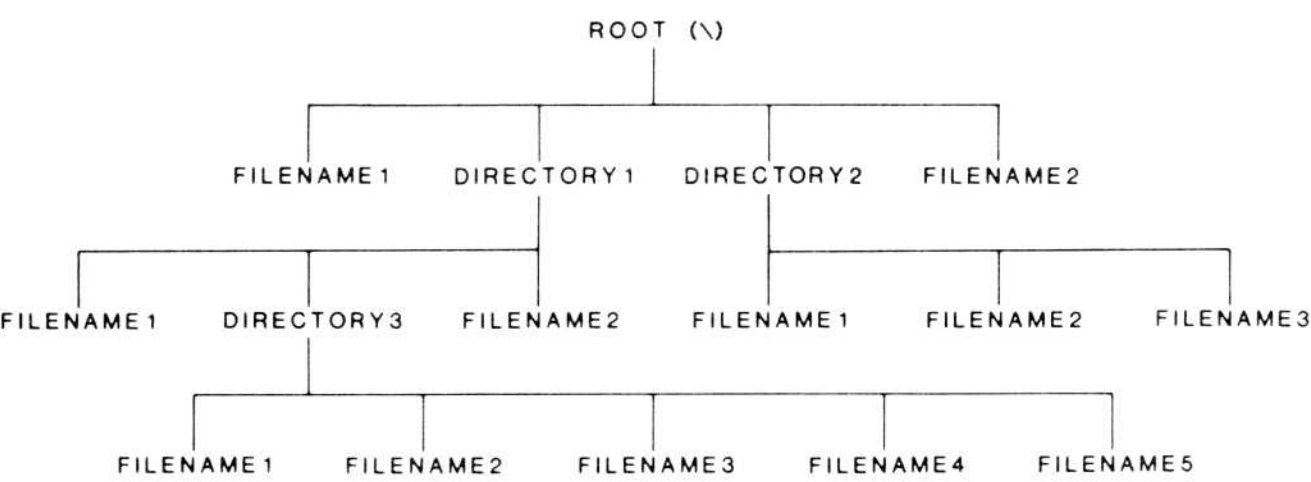 ROOT (\)
FILENAME1 DIRECTORY1 DIRECTORY2 FILENAME2
FILENAME1 DIRECTORY3 FILENAME2 FILENAME1 FILENAME2 FILENAME3
FILENAME1 FILENAME2 FILENAME3 FILENAME4 FILENAME5